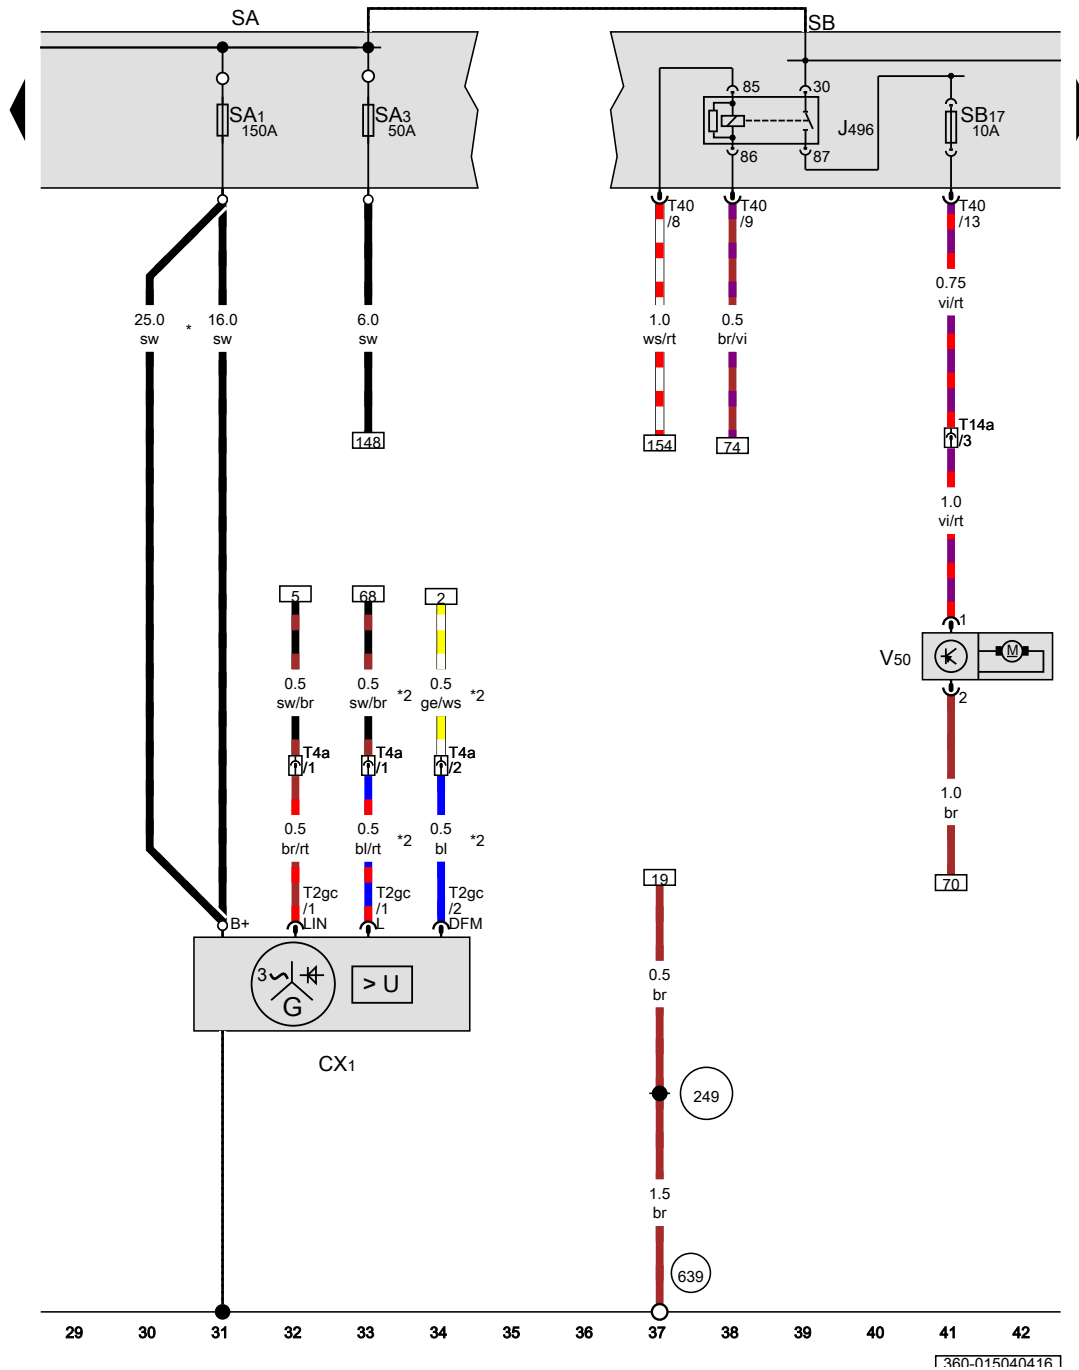 SA
SB
SA1
150A
SA3
50A
85
30
J496
86
87
SB17
10A
T40
/8
T40
/9
T40
/13
25.0
sw
*
16.0
sw
6.0
sw
1.0
ws/rt
0.5
br/vi
0.75
vi/rt
148
154
74
T14a
/3
1.0
vi/rt
5
68
2
1
V50
M
2
0.5
sw/br
0.5
sw/br
*2
0.5
ge/ws
*2
T4a
/1
T4a
/1
T4a
/2
1.0
br
0.5
br/rt
0.5
bl/rt
*2
0.5
bl
*2
19
70
T2gc
/1
LIN
T2gc
/1
L
T2gc
/2
DFM
B+
3
G
> U
CX1
0.5
br
249
1.5
br
639
29 30 31 32 33 34 35 36 37 38 39 40 41 42
360-015040416